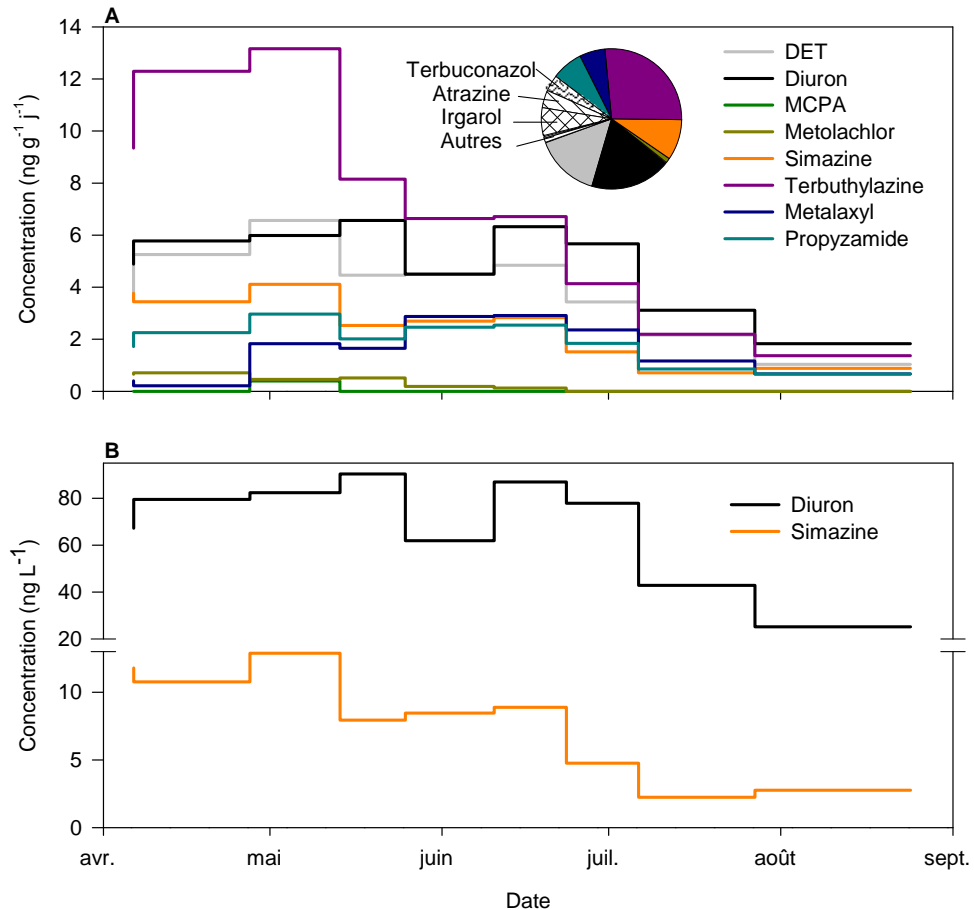 A
Concentration (ng g-1 j-1)
14
12
10
8
6
4
2
0
Terbuconazol
Atrazine
Irgarol
Autres
DET
Diuron
MCPA
Metolachlor
Simazine
Terbuthylazine
Metalaxyl
Propyzamide
B
Concentration (ng L-1)
80
60
40
20
10
5
0
Diuron
Simazine
avr.
mai
juin
juil.
août
sept.
Date